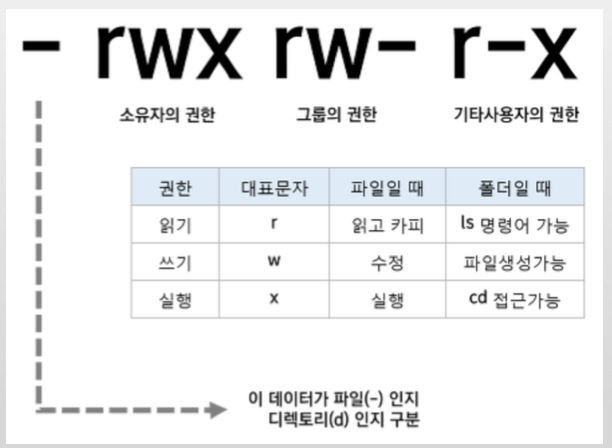 - rwx rw- r-x
소유자의 권한 그룹의 권한 기타사용자의 권한
권한 대표문자 파일일 때 폴더일 때
읽기 r 읽고 카피 ls 명령어 가능
쓰기 w 수정 파일생성가능
실행 x 실행 cd 접근가능
이 데이터가 파일(-) 인지
디렉토리(d) 인지 구분